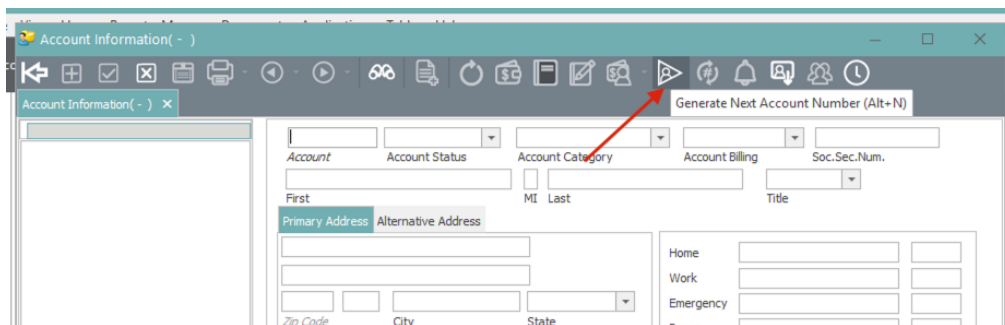 Account Information( - )
Account Information( - )
Generate Next Account Number (Alt+N)
Account Account Status Account Category Account Billing Soc.Sec.Num.
First MI Last Title
Primary Address Alternative Address
Home
Work
Emergency
Zip Code City State